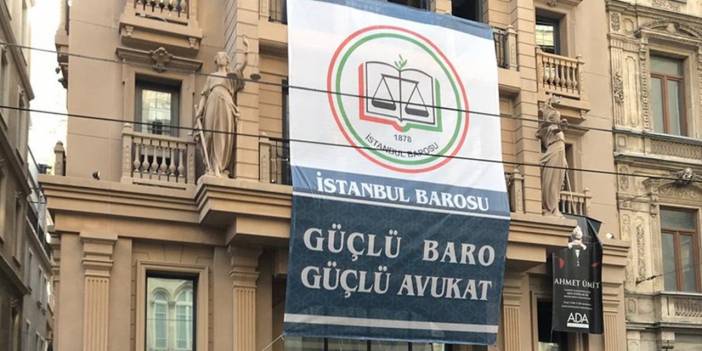 1878
İSTANBUL BAROSU
İSTANBUL BAROSU
GÜÇLÜ BARO
GÜÇLÜ AVUKAT
AHMET ÜMİT
ADA